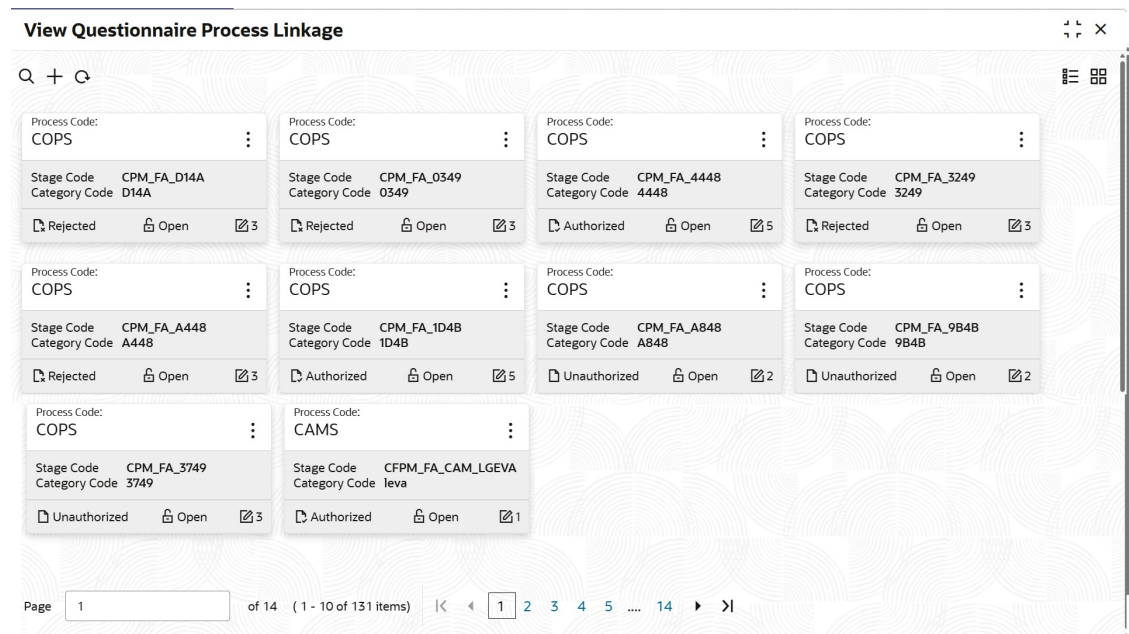 View Questionnaire Process Linkage
Process Code: Process Code: Process Code: Process Code:
COPS COPS COPS COPS
Stage Code CPM_FA_D14A Stage Code CPM_FA_0349 Stage Code CPM_FA_4448 Stage Code CPM_FA_3249
Category Code D14A Category Code 0349 Category Code 4448 Category Code 3249
Rejected Open 3 Rejected Open 3 Authorized Open 5 Rejected Open 3
Process Code: Process Code: Process Code: Process Code:
COPS COPS COPS COPS
Stage Code CPM_FA_A448 Stage Code CPM_FA_1D4B Stage Code CPM_FA_A848 Stage Code CPM_FA_9B4B
Category Code A448 Category Code 1D4B Category Code A848 Category Code 9B4B
Rejected Open 3 Authorized Open 5 Unauthorized Open 2 Unauthorized Open 2
Process Code: Process Code:
COPS CAMS
Stage Code CPM_FA_3749 Stage Code CFPM_FA_CAM_LGEVA
Category Code 3749 Category Code leva
Unauthorized Open 3 Authorized Open 1
Page 1 of 14 ( 1 - 10 of 131 items) 1 2 3 4 5 .... 14